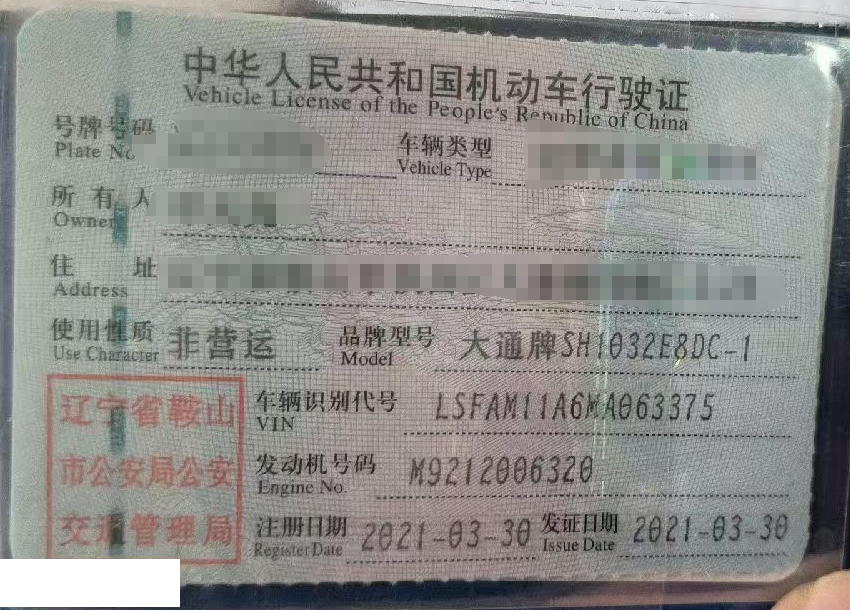 中华人民共和国机动车行驶证
Vehicle License of the People's Republic of China
号牌号码 车辆类型
Plate No. Vehicle Type
所有人
Owner
住址
Address
使用性质 非营运 品牌型号 大通牌SH1032E8DC-1
Use Character Model
辽宁省鞍山 车辆识别代号 LSFAM11A6MA063375
VIN
市公安局公安 发动机号码 M9212006320
Engine No.
交通管理局 注册日期 2021-03-30 发证日期 2021-03-30
Register Date Issue Date